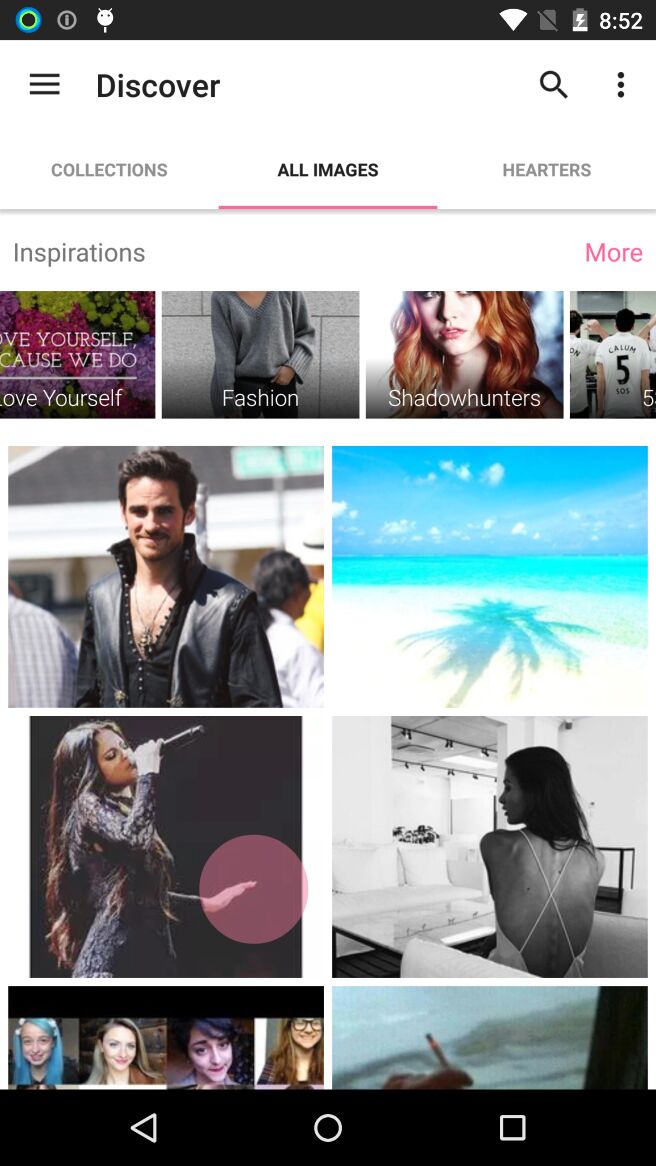 8:52
Discover
COLLECTIONS
ALL IMAGES
HEARTERS
Inspirations
More
OVE YOURSELF,
CAUSE WE DO
Love Yourself
Fashion
Shadowhunters
CALUM
5
SOS
5